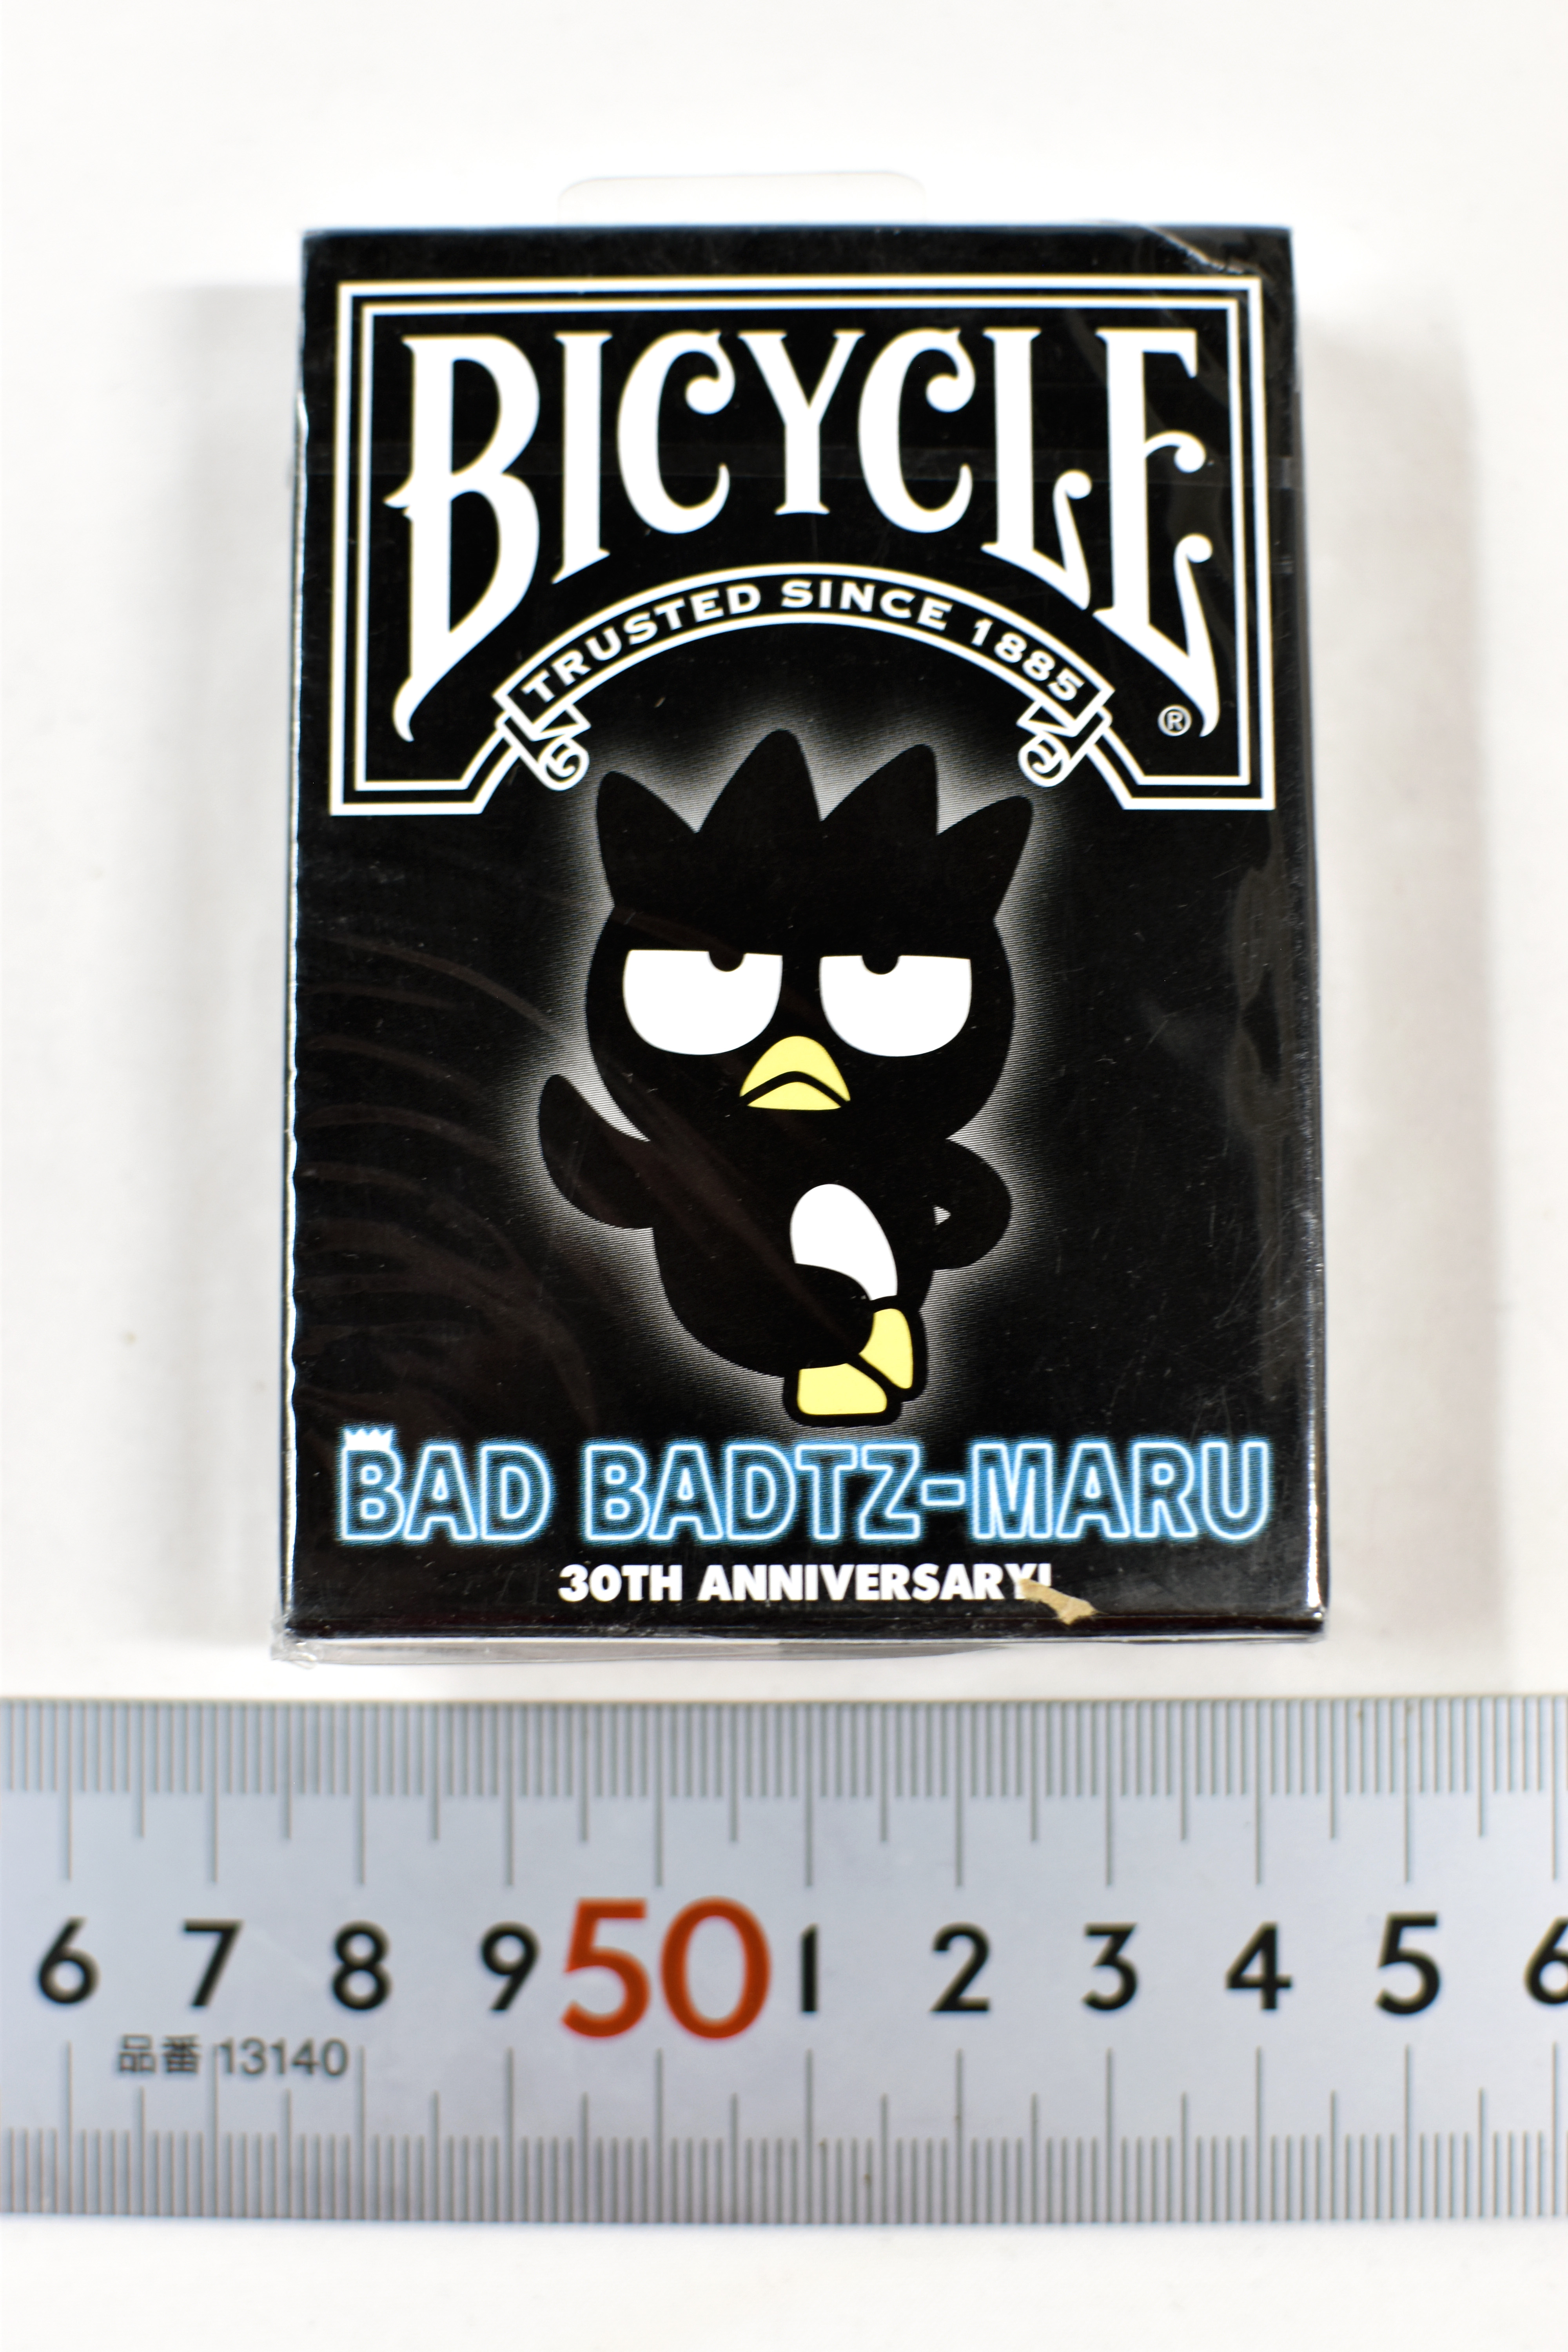 BICYCLE
TRUSTED SINCE 1885
®
BAD BADTZ-MARU
30TH ANNIVERSARY!
6 7 8 9 50 1 2 3 4 5 6
品番 13140